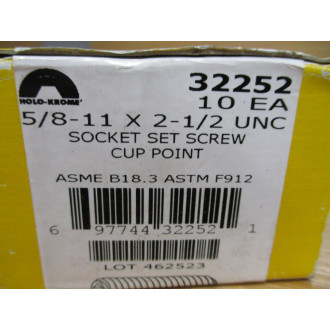 HOLO-KROME
32252
10 EA
5/8-11 X 2-1/2 UNC
SOCKET SET SCREW
CUP POINT
ASME B18.3 ASTM F912
6 97744 32252 1
LOT 462523